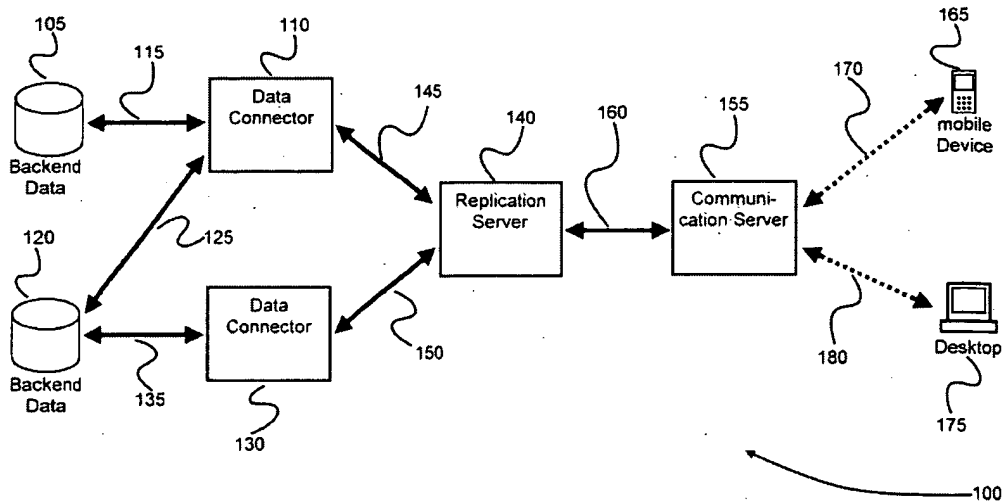 105
115
110
Data
Connector
145
Backend
Data
140
160
155
170
165
mobile
Device
Replication
Server
Communi-
cation Server
120
125
Data
Connector
150
Backend
Data
135
130
180
Desktop
175
100